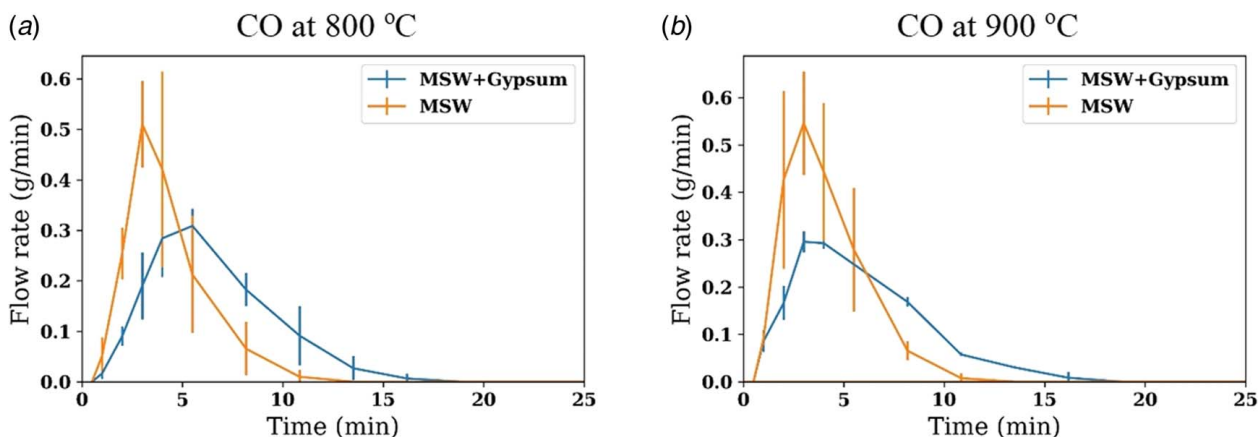 (a) CO at 800 °C
MSW+Gypsum
MSW
Flow rate (g/min)
0.6
0.5
0.4
0.3
0.2
0.1
0.0
0 5 10 15 20 25
Time (min)
(b) CO at 900 °C
MSW+Gypsum
MSW
Flow rate (g/min)
0.6
0.5
0.4
0.3
0.2
0.1
0.0
0 5 10 15 20 25
Time (min)